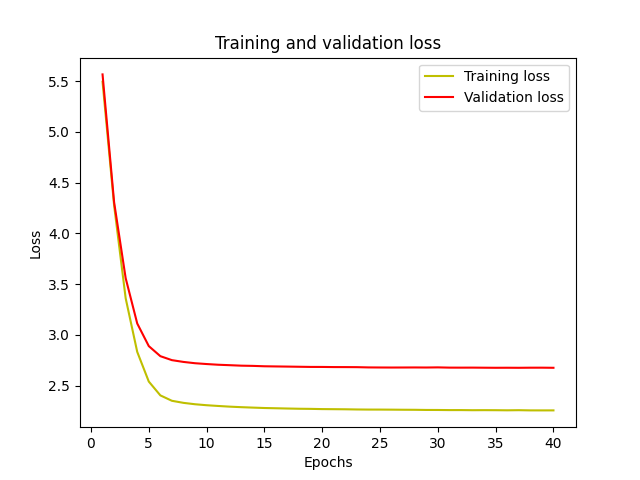 Training and validation loss
Training loss
Validation loss
Loss
5.5
5.0
4.5
4.0
3.5
3.0
2.5
0 5 10 15 20 25 30 35 40
Epochs